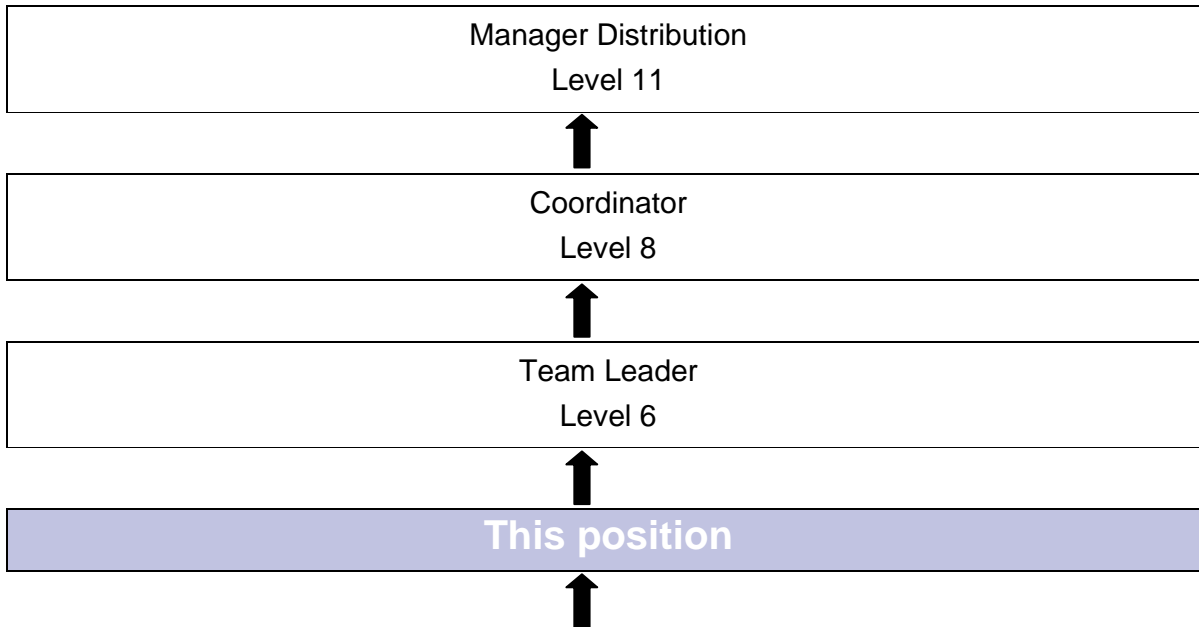 Manager Distribution
Level 11
Coordinator
Level 8
Team Leader
Level 6
This position